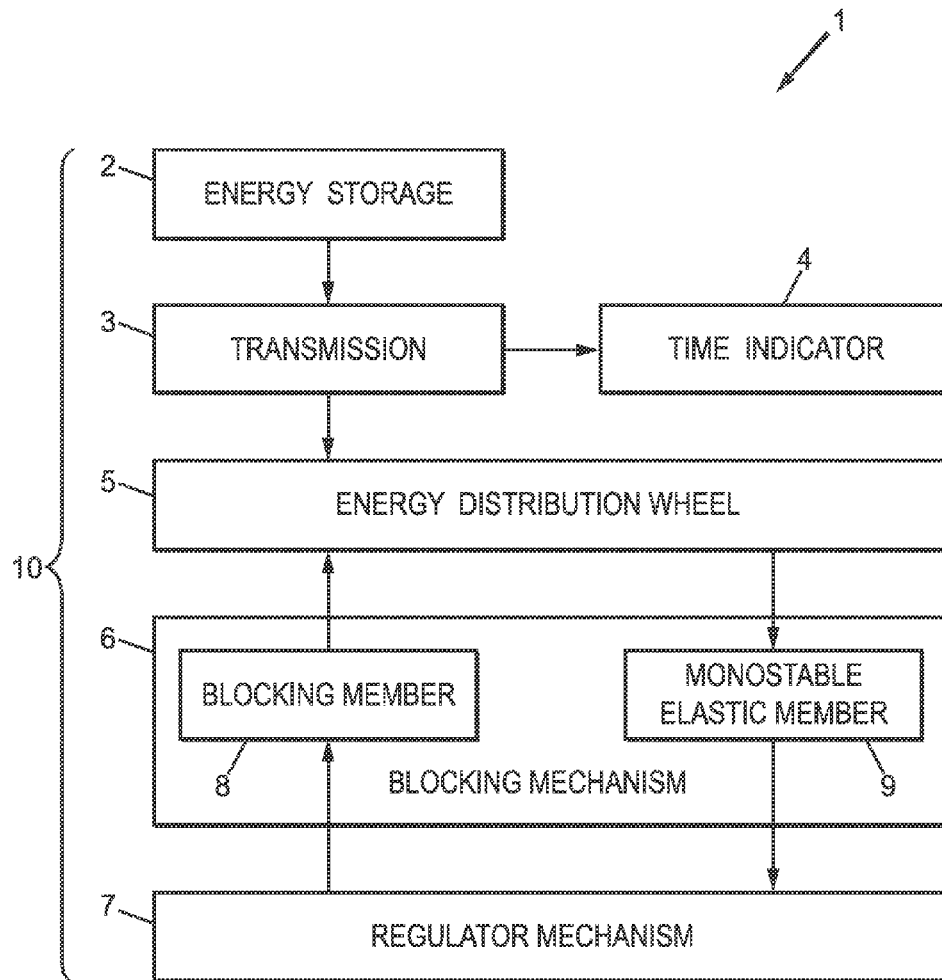 1
2
ENERGY STORAGE
4
3
TRANSMISSION
TIME INDICATOR
5
ENERGY DISTRIBUTION WHEEL
10
6
BLOCKING MEMBER
MONOSTABLE
ELASTIC MEMBER
8
BLOCKING MECHANISM
9
7
REGULATOR MECHANISM